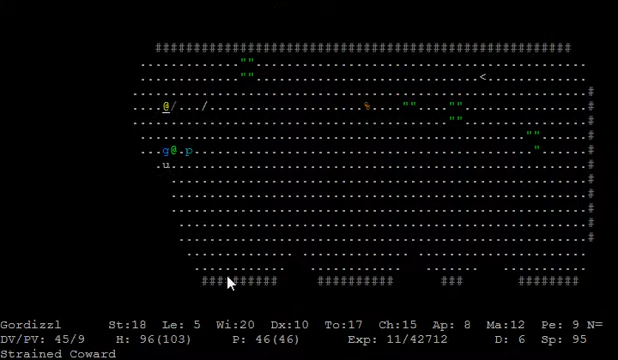 Gordizzl St:18 Le: 5 Wi:20 Dx:10 To:17 Ch:15 Ap: 8 Ma:12 Pe: 9 N=
DV/PV: 45/9 H: 96(103) P: 46(46) Exp: 11/42712 D: 6 Sp: 95
Strained Coward